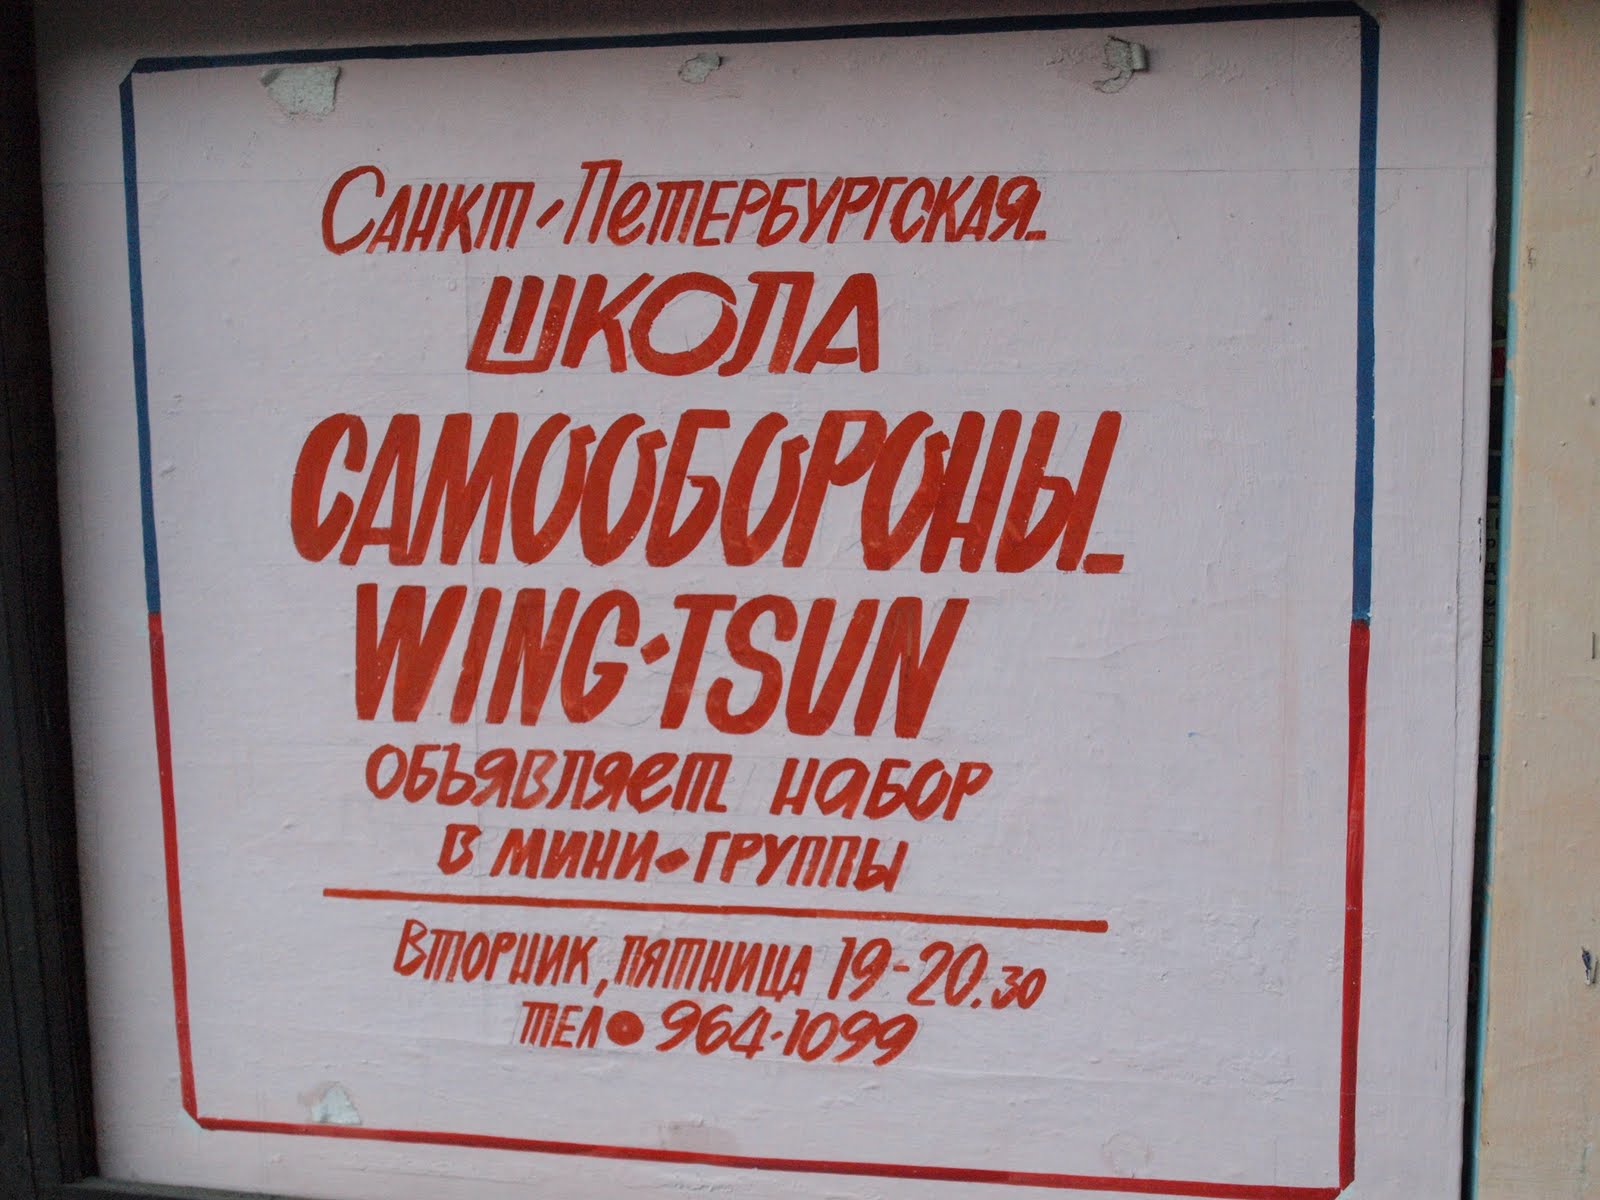 Санкт-Петербургская
ШКОЛА
САМООБОРОНЫ
WING-TSUN
объявляет набор
в мини-группы
Вторник, пятница 19-20.30
тел. 964-1099